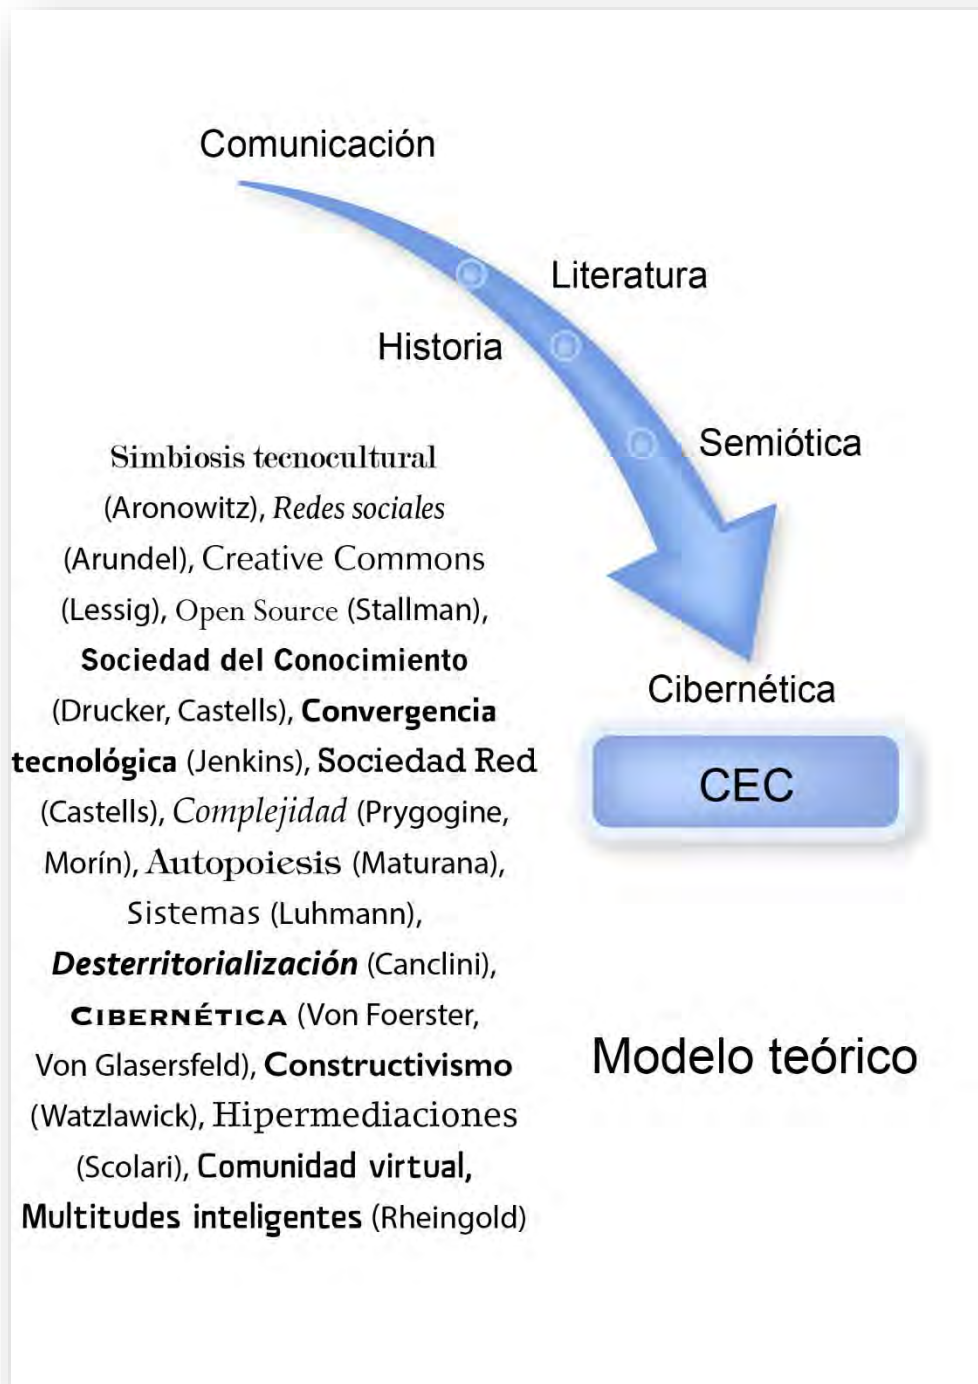 Comunicación
Literatura
Historia
Semiótica
Simbiosis tecnocultural
(Aronowitz), Redes sociales
(Arundel), Creative Commons
(Lessig), Open Source (Stallman),
Sociedad del Conocimiento
(Drucker, Castells), Convergencia
tecnológica (Jenkins), Sociedad Red
(Castells), Complejidad (Prygogine,
Morín), Autopoiesis (Maturana),
Sistemas (Luhmann),
Desterritorialización (Canclini),
CIBERNÉTICA (Von Foerster,
Von Glasersfeld), Constructivismo
(Watzlawick), Hipermediaciones
(Scolari), Comunidad virtual,
Multitudes inteligentes (Rheingold)
Cibernética
CEC
Modelo teórico